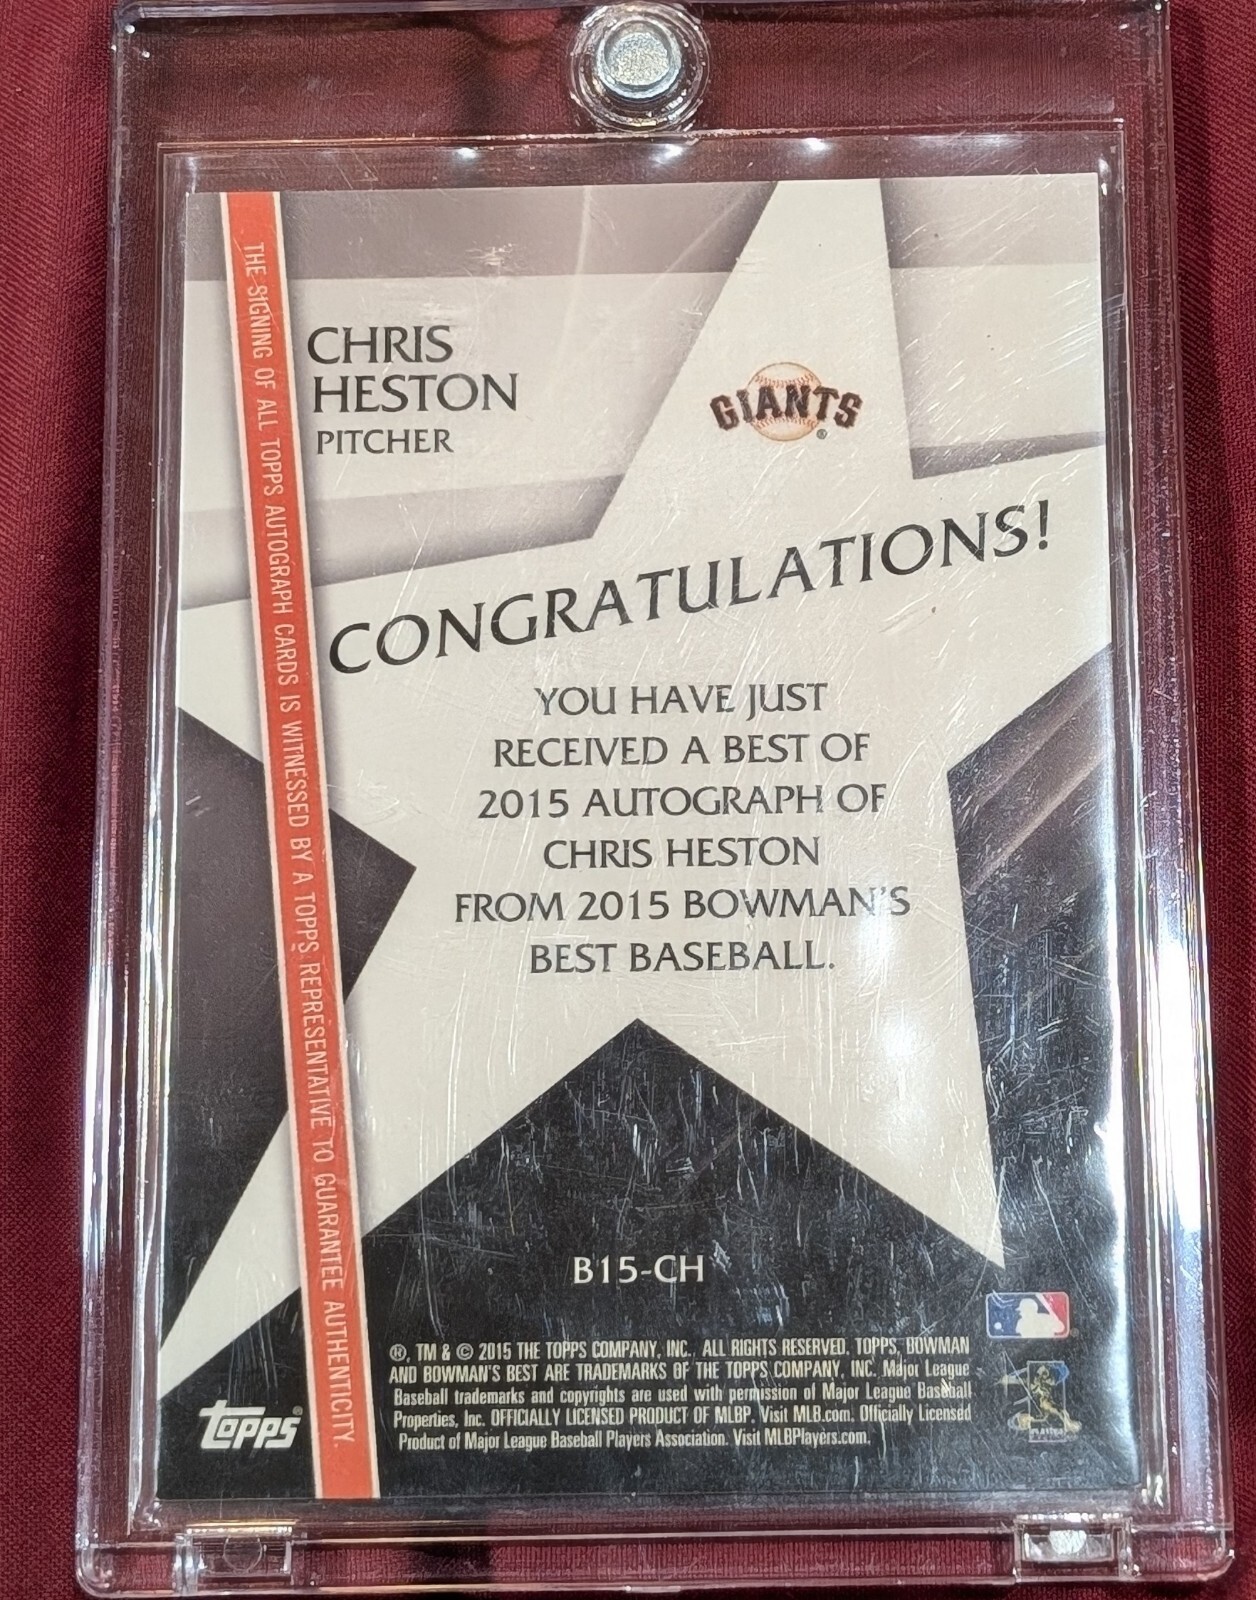 THE SIGNING OF ALL TOPPS AUTOGRAPH CARDS IS WITNESSED BY A TOPPS REPRESENTATIVE TO GUARANTEE AUTHENTICITY.
CHRIS
HESTON
PITCHER
GIANTS®
CONGRATULATIONS!
YOU HAVE JUST
RECEIVED A BEST OF
2015 AUTOGRAPH OF
CHRIS HESTON
FROM 2015 BOWMAN'S
BEST BASEBALL.
B15-CH
®, TM & © 2015 THE TOPPS COMPANY, INC. ALL RIGHTS RESERVED. TOPPS, BOWMAN
AND BOWMAN'S BEST ARE TRADEMARKS OF THE TOPPS COMPANY, INC. Major League
Baseball trademarks and copyrights are used with permission of Major League Baseball
Properties, Inc. OFFICIALLY LICENSED PRODUCT OF MLBP. Visit MLB.com. Officially Licensed
Product of Major League Baseball Players Association. Visit MLBPlayers.com.
topps®